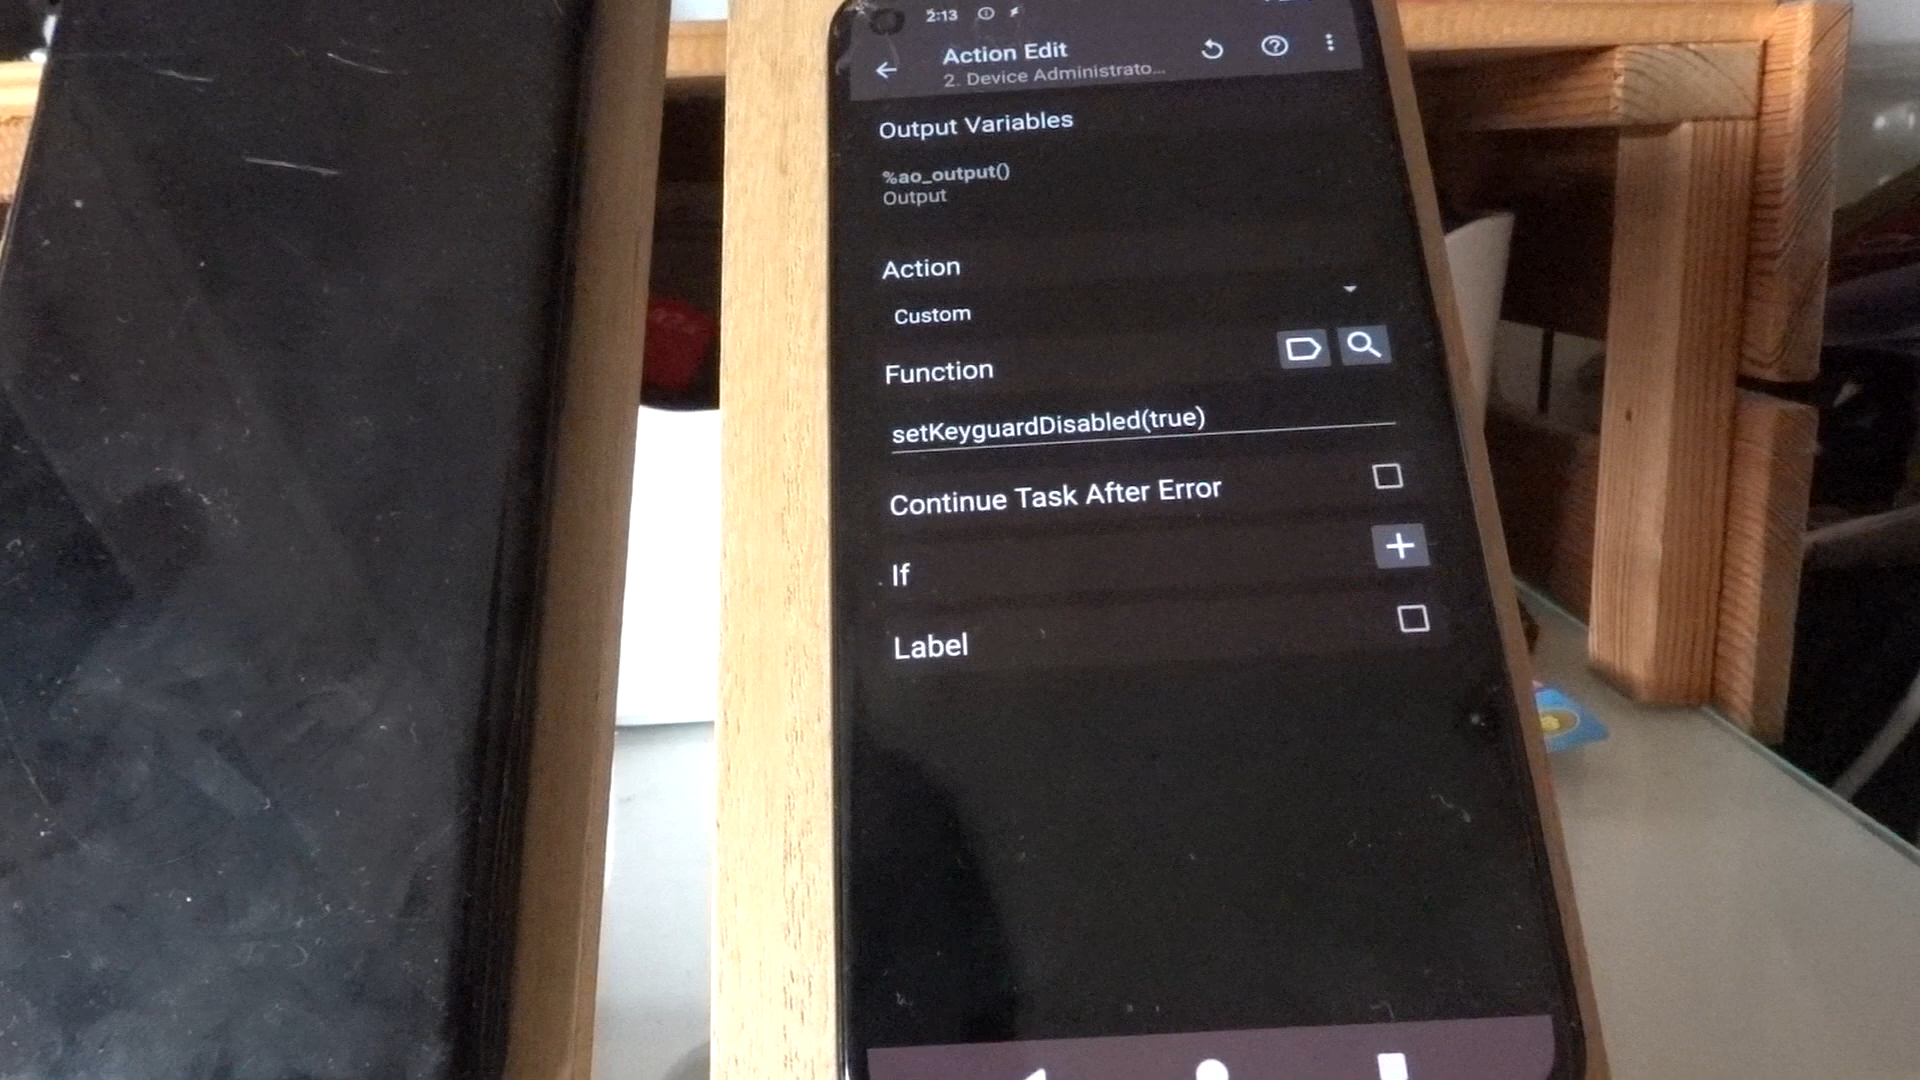 2:13
Action Edit
2. Device Administrato...
Output Variables
%ao_output()
Output
Action
Custom
Function
setKeyguardDisabled(true)
Continue Task After Error
If
Label